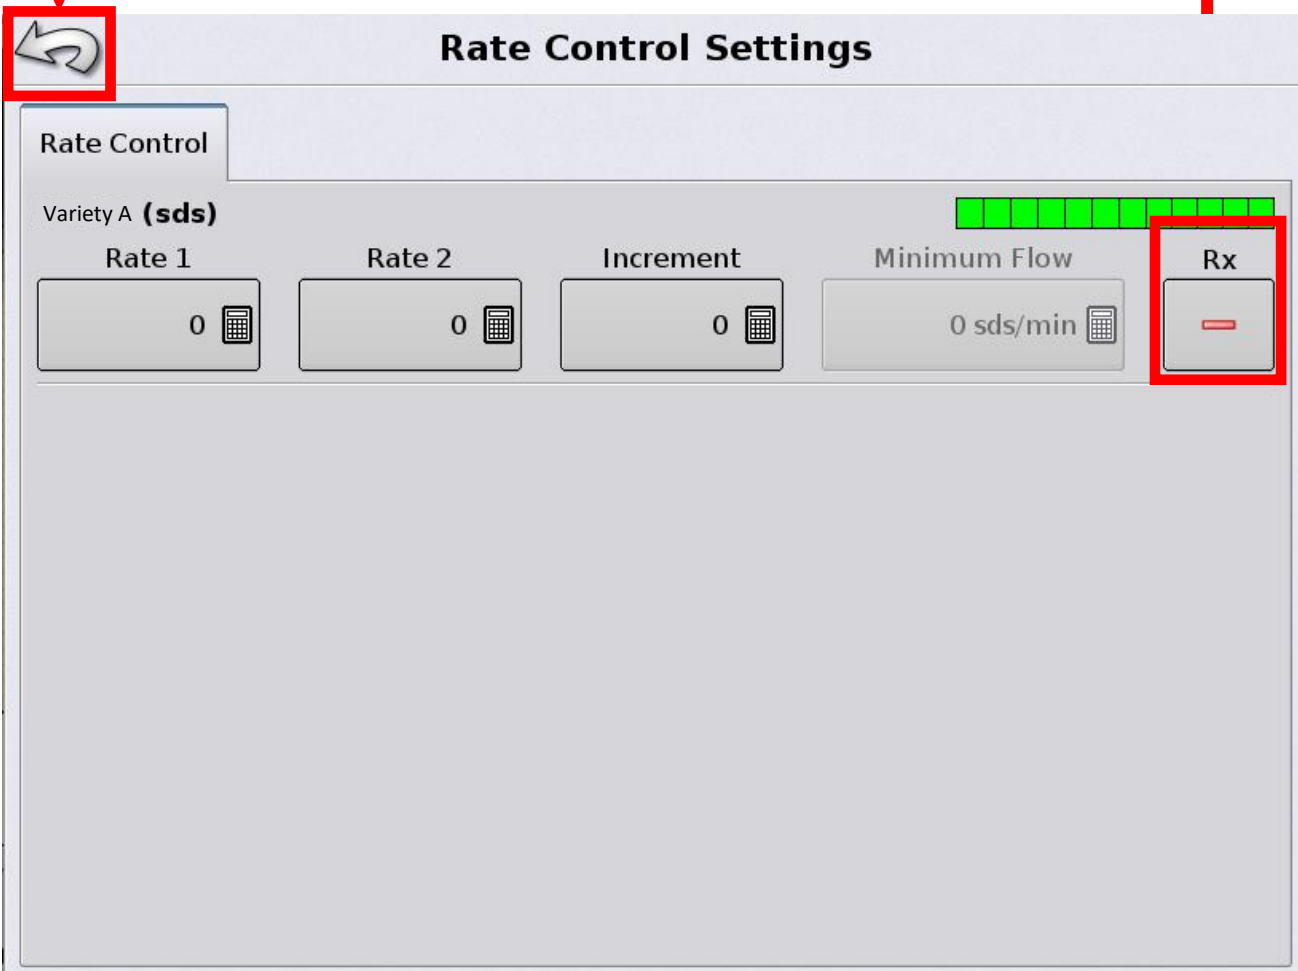 Rate Control Settings
Rate Control
Variety A (sds)
Rate 1 Rate 2 Increment Minimum Flow Rx
0 0 0 0 sds/min